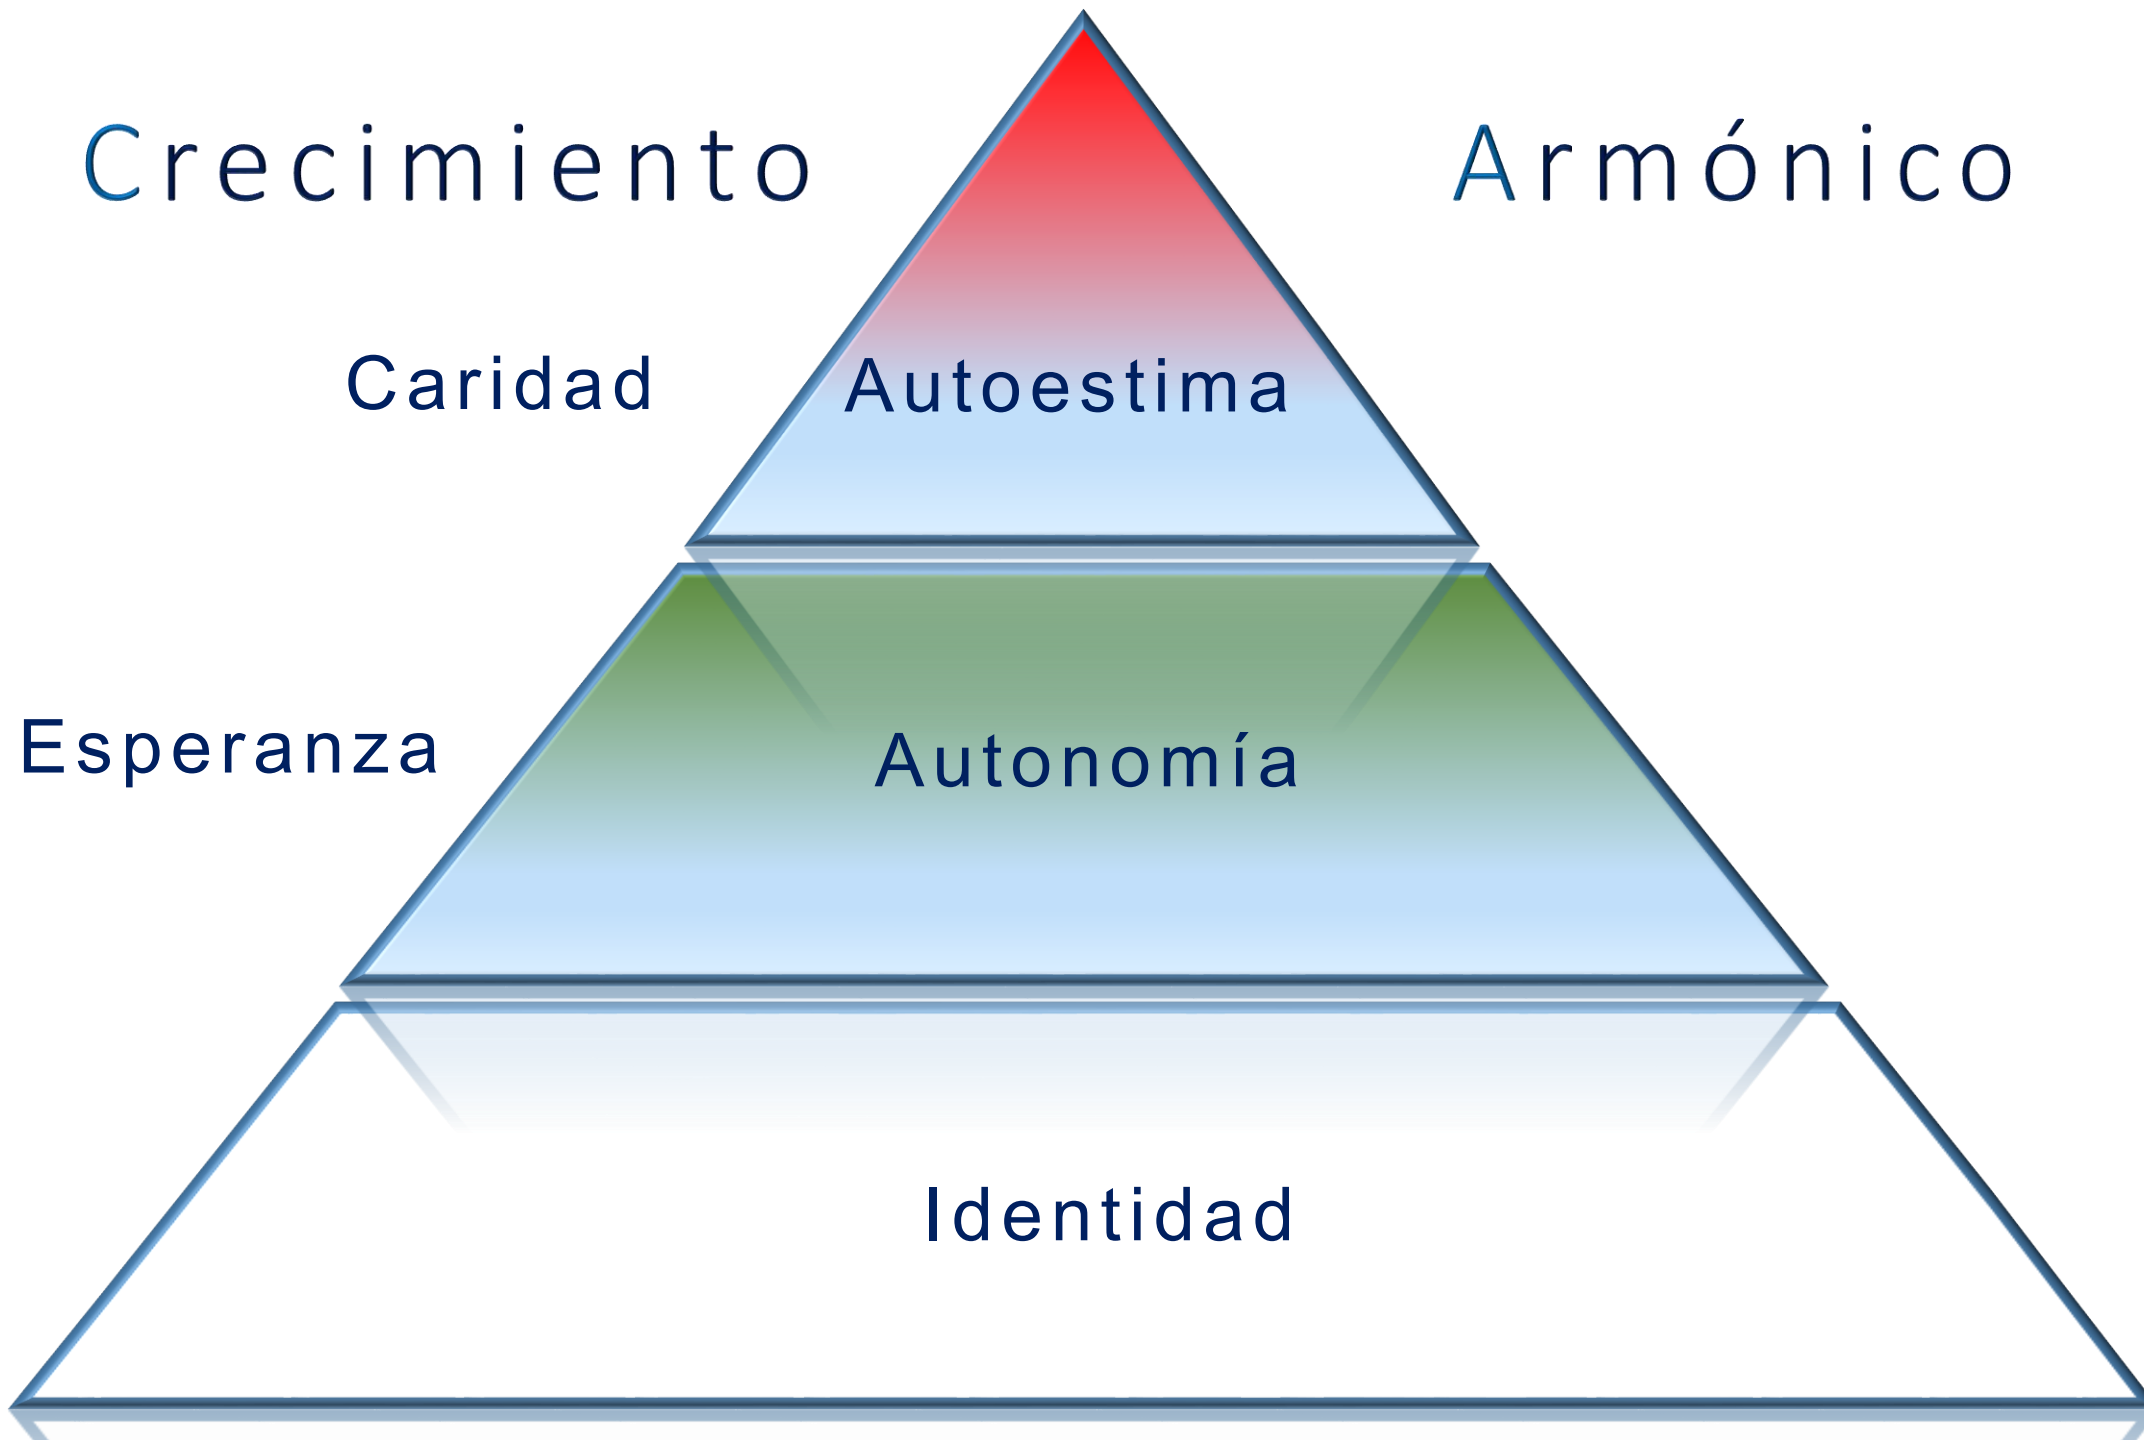 Crecimiento Armónico
Caridad Autoestima
Esperanza Autonomía
Identidad